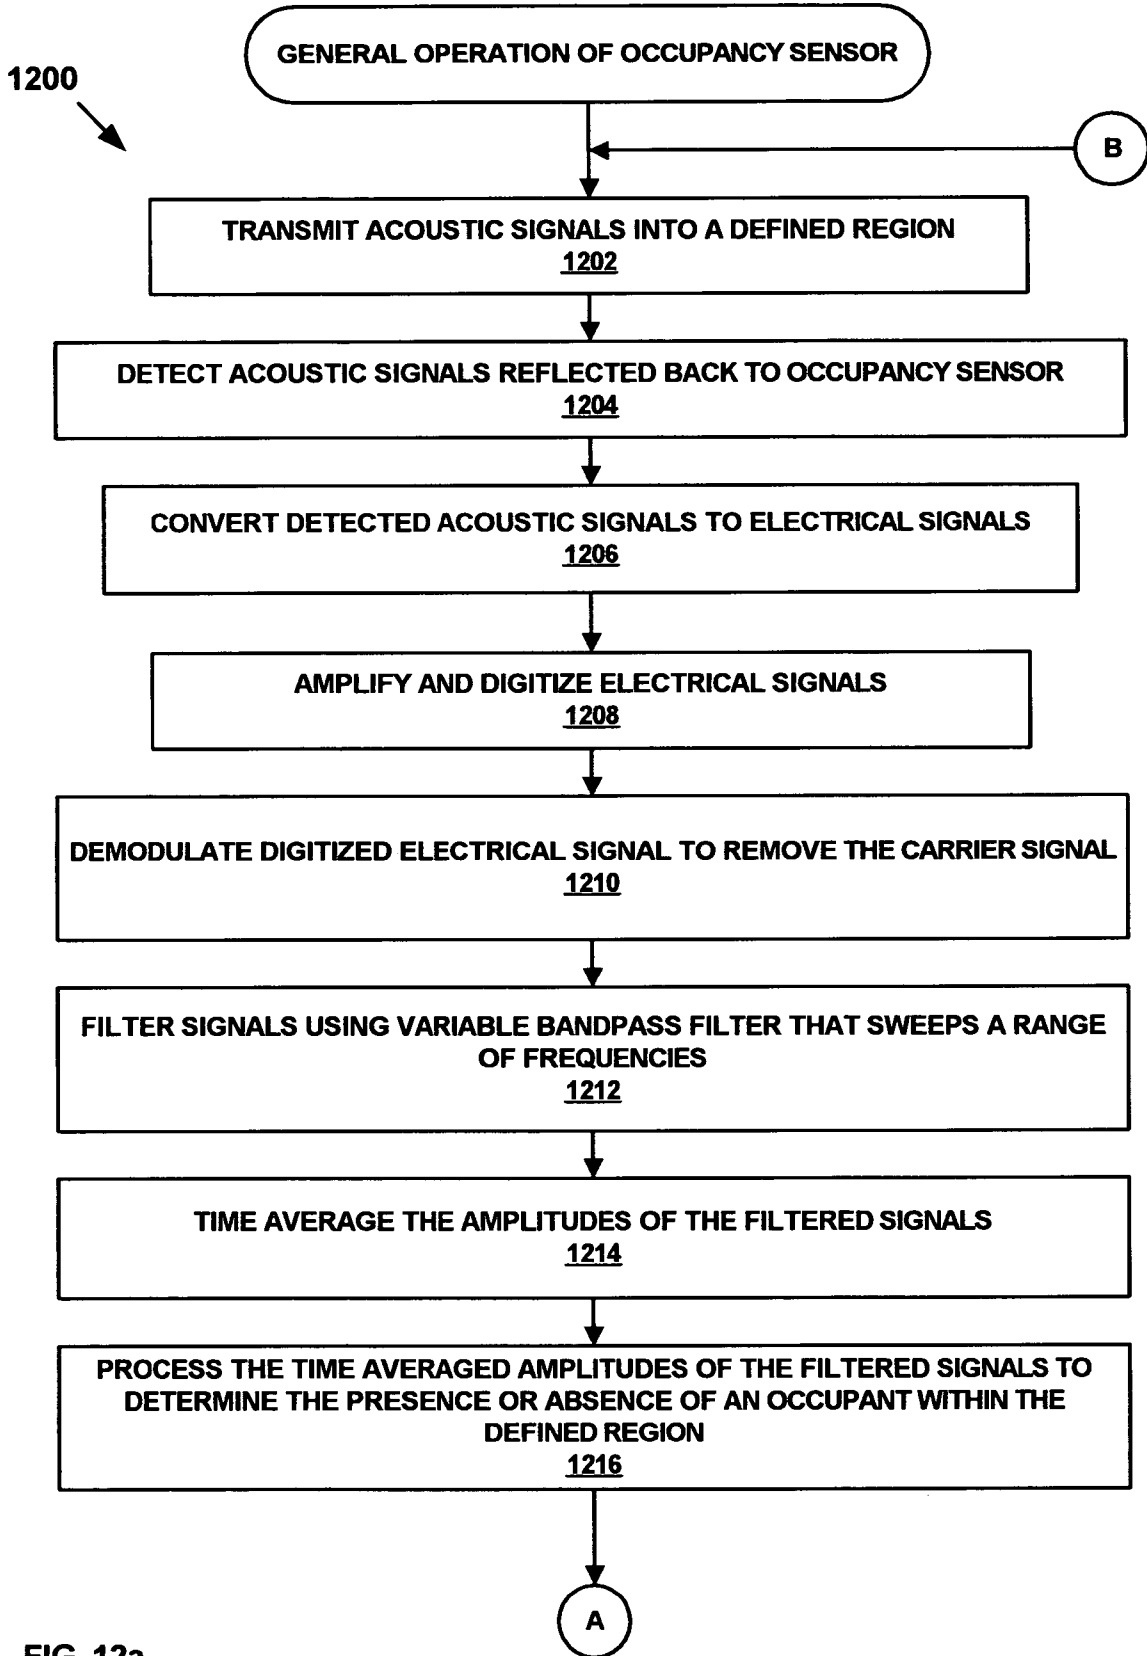 GENERAL OPERATION OF OCCUPANCY SENSOR
1200
B
TRANSMIT ACOUSTIC SIGNALS INTO A DEFINED REGION
1202
DETECT ACOUSTIC SIGNALS REFLECTED BACK TO OCCUPANCY SENSOR
1204
CONVERT DETECTED ACOUSTIC SIGNALS TO ELECTRICAL SIGNALS
1206
AMPLIFY AND DIGITIZE ELECTRICAL SIGNALS
1208
DEMODULATE DIGITIZED ELECTRICAL SIGNAL TO REMOVE THE CARRIER SIGNAL
1210
FILTER SIGNALS USING VARIABLE BANDPASS FILTER THAT SWEEPS A RANGE
OF FREQUENCIES
1212
TIME AVERAGE THE AMPLITUDES OF THE FILTERED SIGNALS
1214
PROCESS THE TIME AVERAGED AMPLITUDES OF THE FILTERED SIGNALS TO
DETERMINE THE PRESENCE OR ABSENCE OF AN OCCUPANT WITHIN THE
DEFINED REGION
1216
A
FIG. 12a